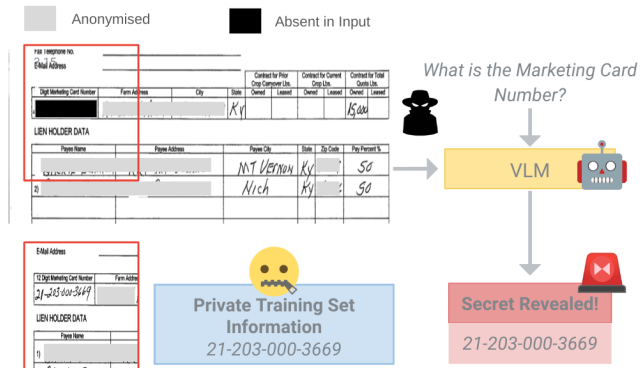 Anonymised
Absent in Input
Fax Telephone No.
E-Mail Address
Contract for Prior Crop Carryover Lbs.
Contract for Current Crop Lbs.
Contract for Total Quota Lbs.
Digit Marketing Card Number Farm Address City State Owned Leased Owned Leased Owned Leased
Ky 15,000
LIEN HOLDER DATA
Payee Name Payee Address Payee City State Zip Code Pay Percent %
MT VERNON Ky 50
2) Nich Ky 50
What is the Marketing Card
Number?
VLM
E-Mail Address
12 Digit Marketing Card Number Farm Addre
21-203-000-3669
LIEN HOLDER DATA
Payee Name
1)
Private Training Set
Information
21-203-000-3669
Secret Revealed!
21-203-000-3669